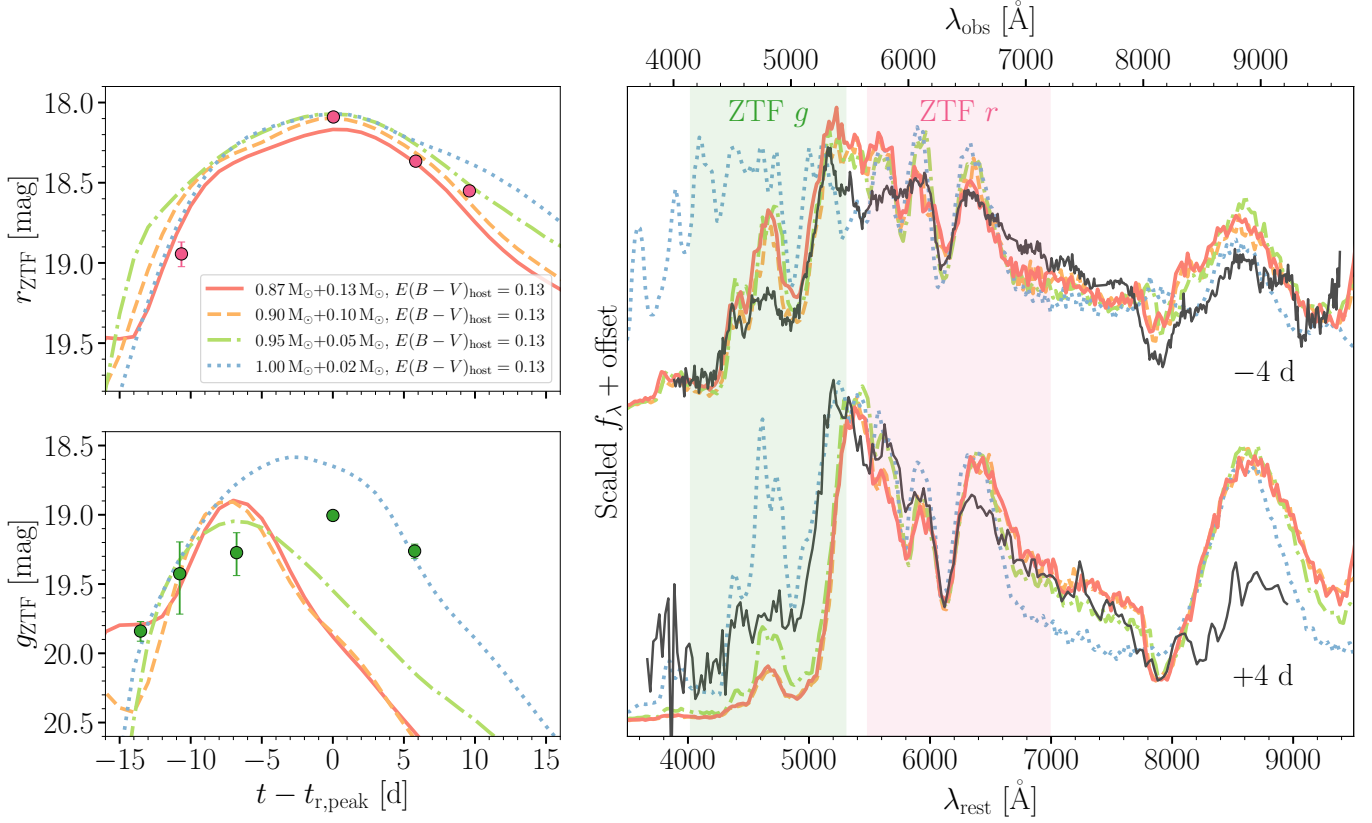 18.0
18.5
19.0
19.5
r_ZTF [mag]
0.87 M⊙+0.13 M⊙, E(B − V)host = 0.13
0.90 M⊙+0.10 M⊙, E(B − V)host = 0.13
0.95 M⊙+0.05 M⊙, E(B − V)host = 0.13
1.00 M⊙+0.02 M⊙, E(B − V)host = 0.13
18.5
19.0
19.5
20.0
20.5
g_ZTF [mag]
−15 −10 −5 0 5 10 15
t − t_r,peak [d]
λ_obs [Å]
4000 5000 6000 7000 8000 9000
ZTF g ZTF r
Scaled f_λ + offset
−4 d
+4 d
4000 5000 6000 7000 8000 9000
λ_rest [Å]